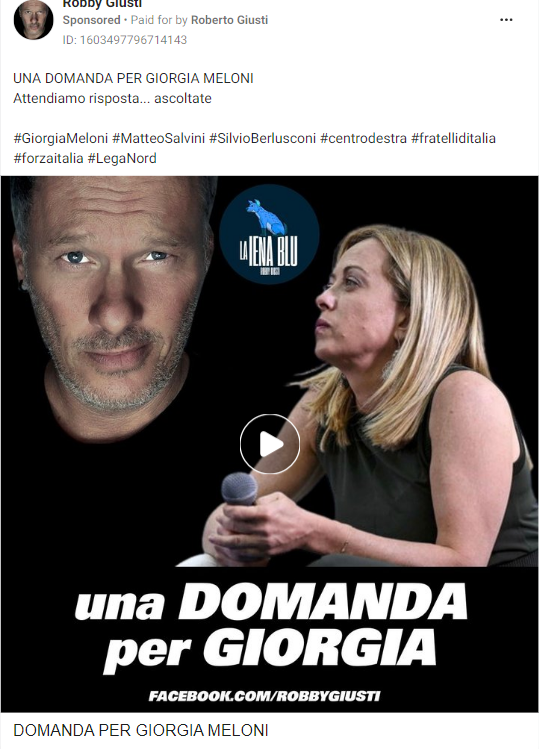 Robby Giusti
Sponsored • Paid for by Roberto Giusti
ID: 1603497796714143
UNA DOMANDA PER GIORGIA MELONI
Attendiamo risposta... ascoltate
#GiorgiaMeloni #MatteoSalvini #SilvioBerlusconi #centrodestra #fratelliditalia
#forzaitalia #LegaNord
LA IENA BLU
ROBBY GIUSTI
una DOMANDA
per GIORGIA
FACEBOOK.COM/ROBBYGIUSTI
DOMANDA PER GIORGIA MELONI